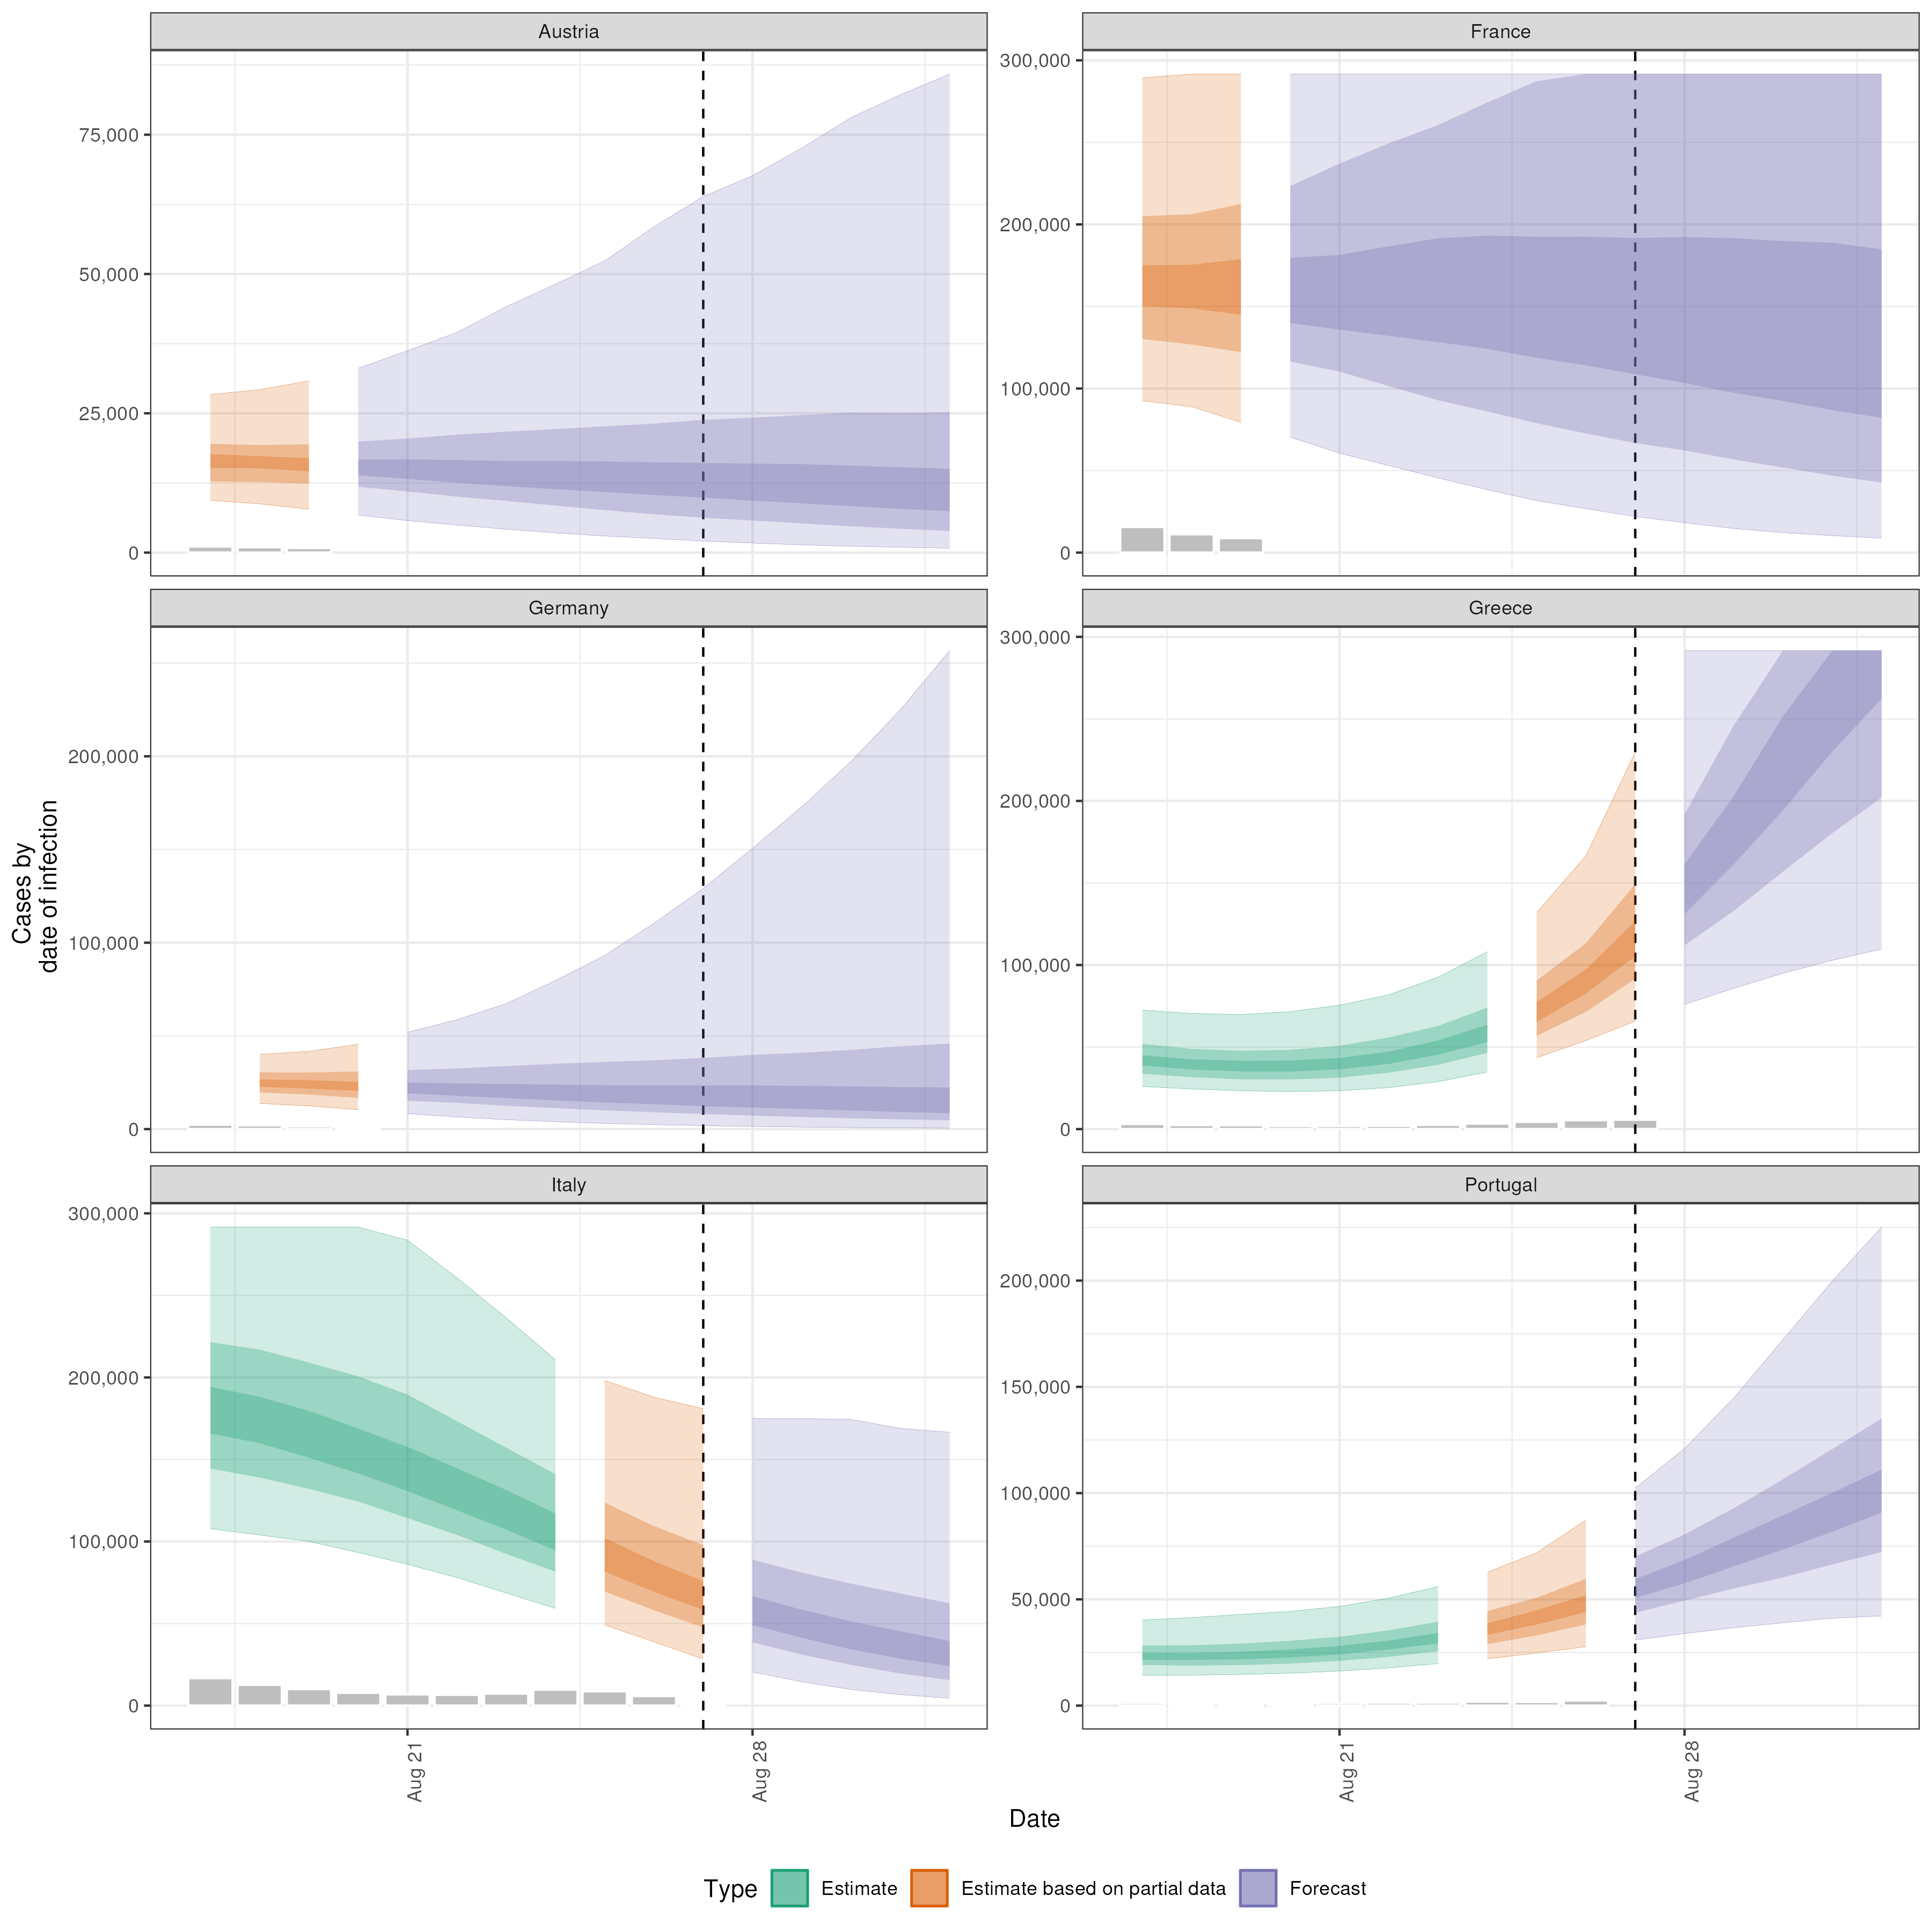 Austria
France
75,000
50,000
25,000
0
300,000
200,000
100,000
0
Germany
Greece
200,000
100,000
0
300,000
200,000
100,000
0
Italy
Portugal
300,000
200,000
100,000
0
200,000
150,000
100,000
50,000
0
Cases by
date of infection
Aug 21
Aug 28
Aug 21
Aug 28
Date
Type
Estimate
Estimate based on partial data
Forecast